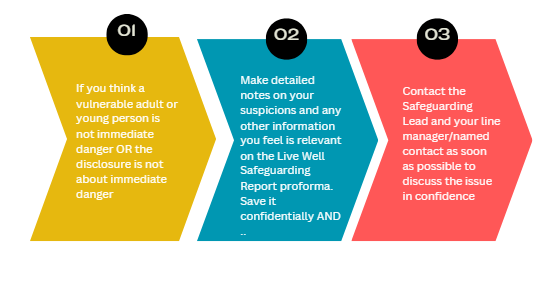 01
If you think a
vulnerable adult or
young person is
not immediate
danger OR the
disclosure is not
about immediate
danger
02
Make detailed
notes on your
suspicions and any
other information
you feel is relevant
on the Live Well
Safeguarding
Report proforma.
Save it
confidentially AND
..
03
Contact the
Safeguarding
Lead and your line
manager/named
contact as soon
as possible to
discuss the issue
in confidence